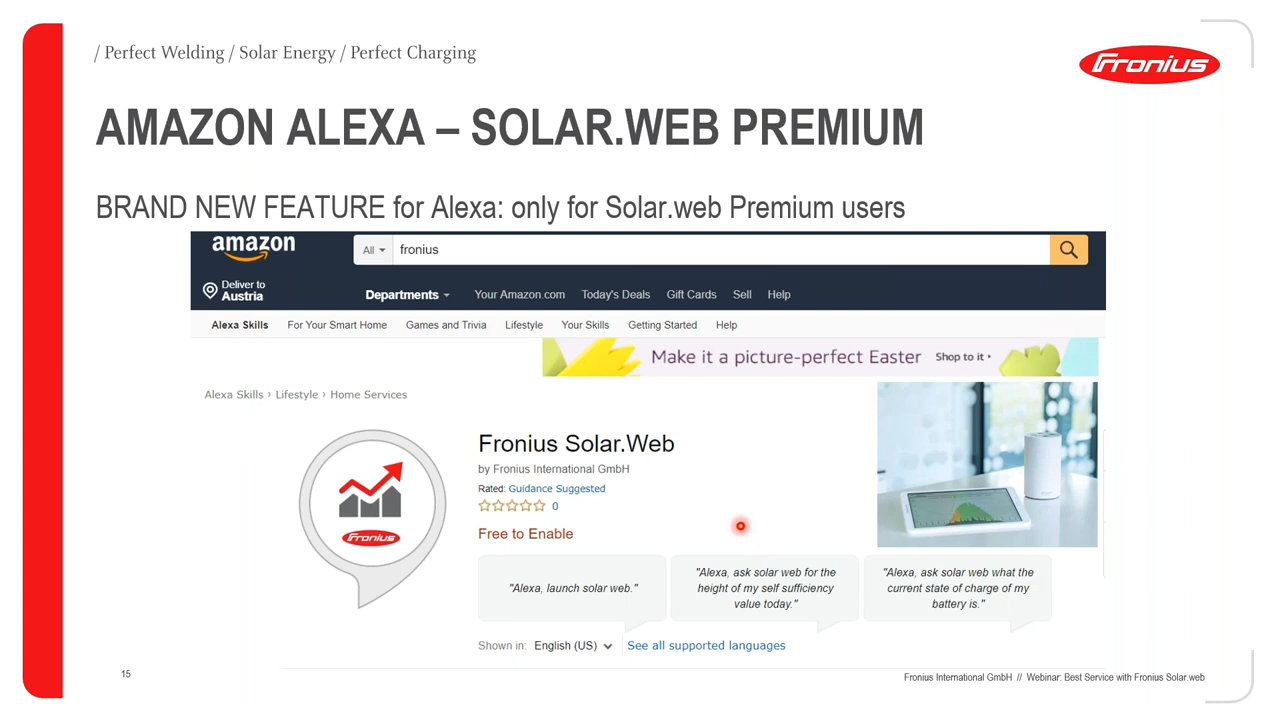 / Perfect Welding / Solar Energy / Perfect Charging
Fronius
AMAZON ALEXA – SOLAR.WEB PREMIUM
BRAND NEW FEATURE for Alexa: only for Solar.web Premium users
amazon
All
fronius
Deliver to
Austria
Departments
Your Amazon.com
Today's Deals
Gift Cards
Sell
Help
Alexa Skills
For Your Smart Home
Games and Trivia
Lifestyle
Your Skills
Getting Started
Help
Make it a picture-perfect Easter
Shop to it ‣
Alexa Skills › Lifestyle › Home Services
Fronius
Fronius Solar.Web
by Fronius International GmbH
Rated: Guidance Suggested
0
Free to Enable
"Alexa, launch solar web."
"Alexa, ask solar web for the
height of my self sufficiency
value today."
"Alexa, ask solar web what the
current state of charge of my
battery is."
Shown in: English (US)
See all supported languages
15
Fronius International GmbH // Webinar: Best Service with Fronius Solar.web